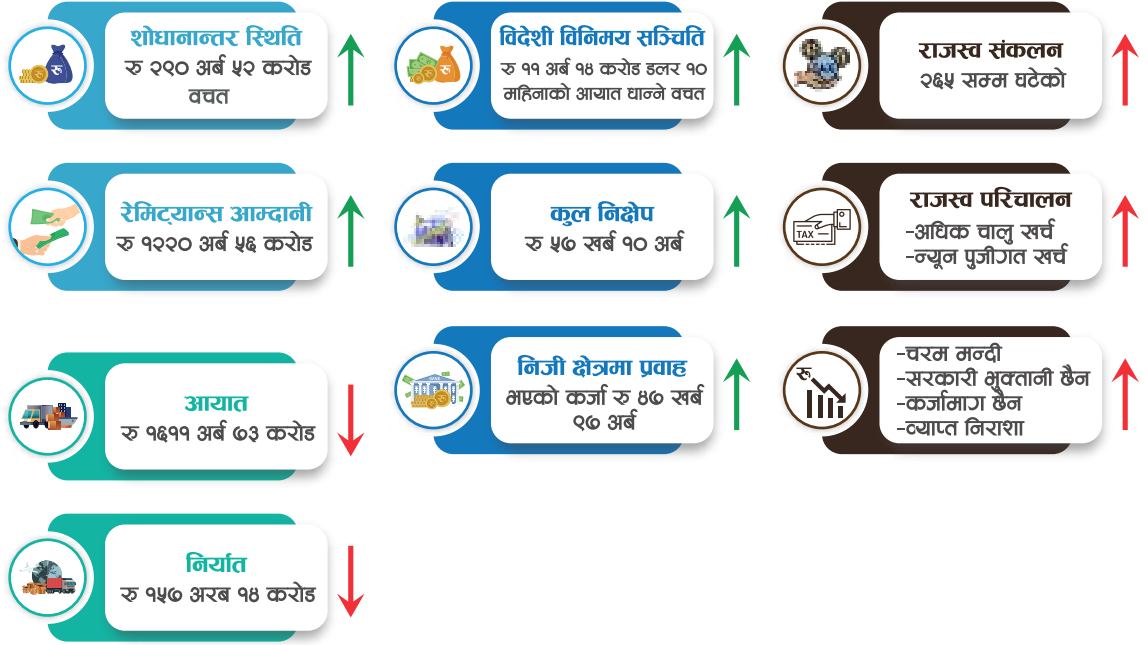 शोधानान्तर स्थिति
रु २९० अर्ब ५२ करोड
वचत
रेमिट्यान्स आम्दानी
रु १२२० अर्ब ५६ करोड
आयात
रु १६११ अर्ब ७३ करोड
निर्यात
रु १५७ अरब १४ करोड
विदेशी विनिमय सञ्चिति
रु ११ अर्ब १४ करोड डलर १०
महिनाको आयात धान्ने वचत
कुल निक्षेप
रु ५७ खर्ब १० अर्ब
निजी क्षेत्रमा प्रवाह
भएको कर्जा रु ४७ खर्ब
९७ अर्ब
राजस्व संकलन
२६५ सम्म घटेको
राजस्व परिचालन
-अधिक चालु खर्च
-न्यून पुजीगत खर्च
TAX
रू
-चरम मन्दी
-सरकारी भुक्तानी छैन
-कर्जामाग छैन
-व्याप्त निराशा